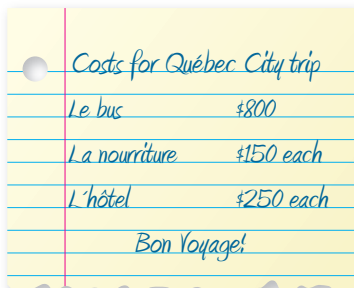 Costs for Québec City trip
Le bus $800
La nourriture $150 each
L'hôtel $250 each
Bon Voyage!